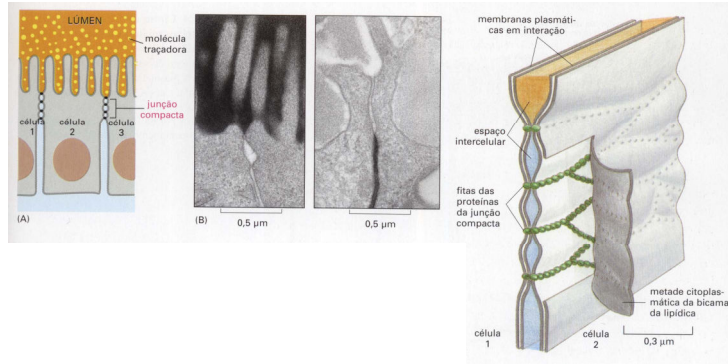 LÚMEN
molécula
traçadora
junção
compacta
célula
1
célula
2
célula
3
(A)
(B)
0,5 µm
0,5 µm
membranas plasmáti-
cas em interação
espaço
intercelular
fitas das
proteínas
da junção
compacta
metade citoplas-
mática da bicama
da lipídica
célula
1
célula
2
0,3 µm